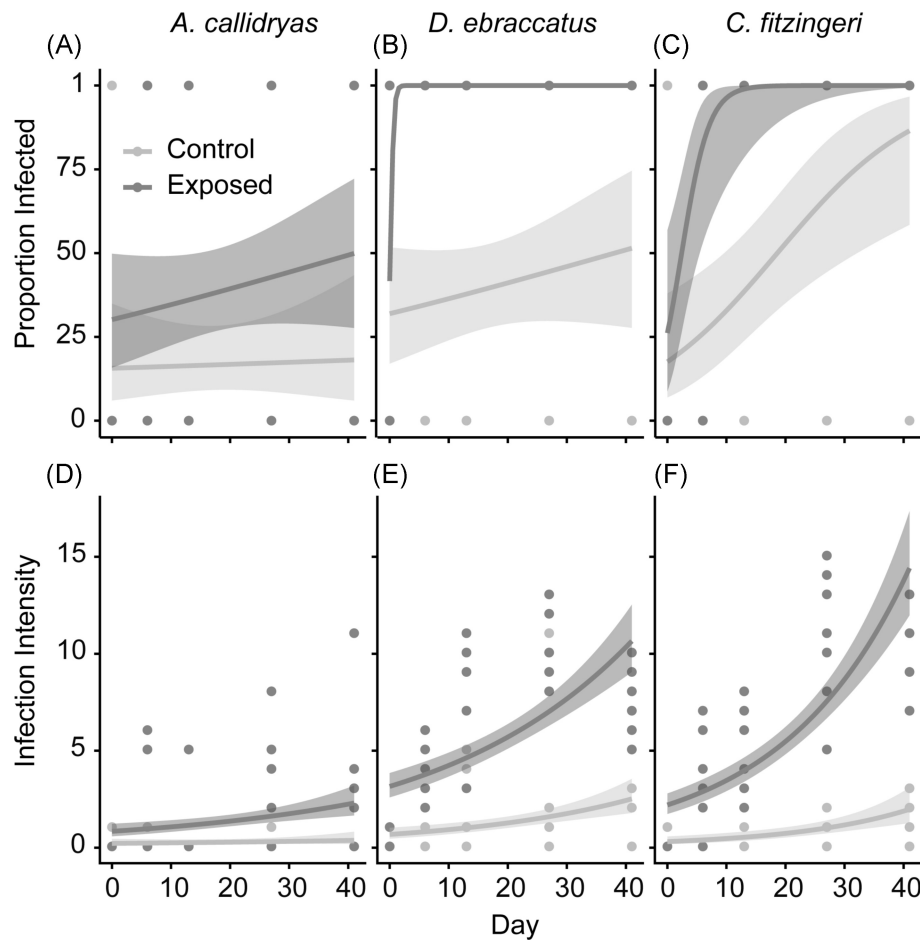 A. callidryas D. ebraccatus C. fitzingeri
(A) (B) (C)
1
75
50
25
0
Proportion Infected
Control
Exposed
(D) (E) (F)
15
10
5
0
Infection Intensity
0 10 20 30 40 0 10 20 30 40 0 10 20 30 40
Day